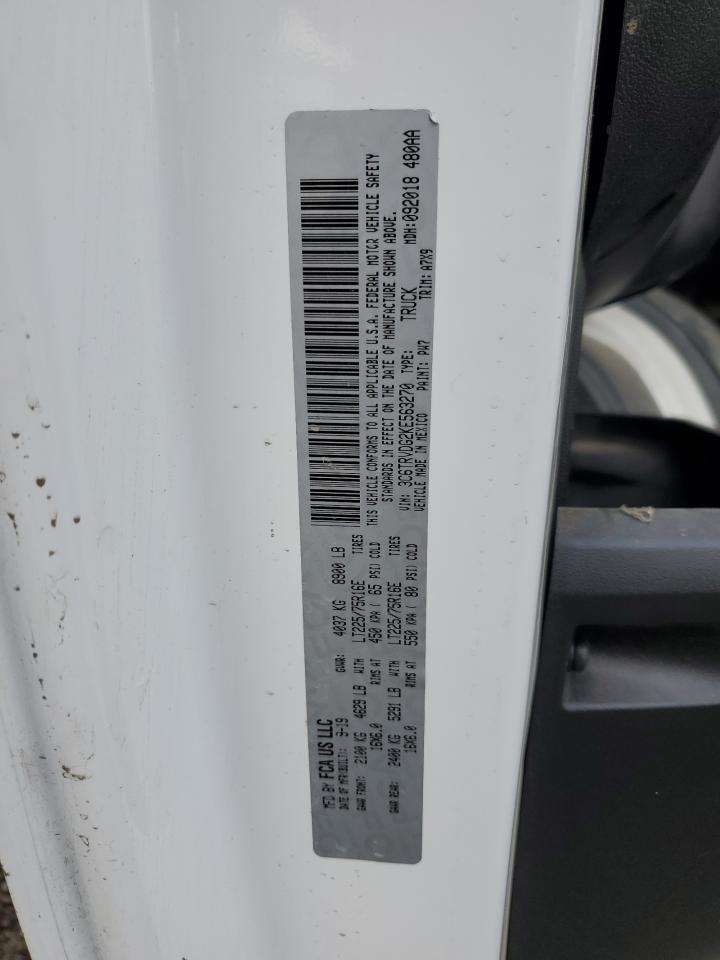 MFD BY FCA US LLC
DATE OF MFR(BUILT): 3-19 GVWR: 4037 KG 8900 LB
GAWR FRONT: 2100 KG 4629 LB WITH LT225/75R16E TIRES
16X6.0 RIMS AT 450 KPA ( 65 PSI) COLD
GAWR REAR: 2400 KG 5291 LB WITH LT225/75R16E TIRES
16X6.0 RIMS AT 550 KPA ( 80 PSI) COLD
THIS VEHICLE CONFORMS TO ALL APPLICABLE U.S.A. FEDERAL MOTOR VEHICLE SAFETY
STANDARDS IN EFFECT ON THE DATE OF MANUFACTURE SHOWN ABOVE.
VIN: 3C6TRVDG2KE563270 TYPE: TRUCK MDH:092018 480AA
VEHICLE MADE IN MEXICO PAINT: PW7 TRIM: A7X9